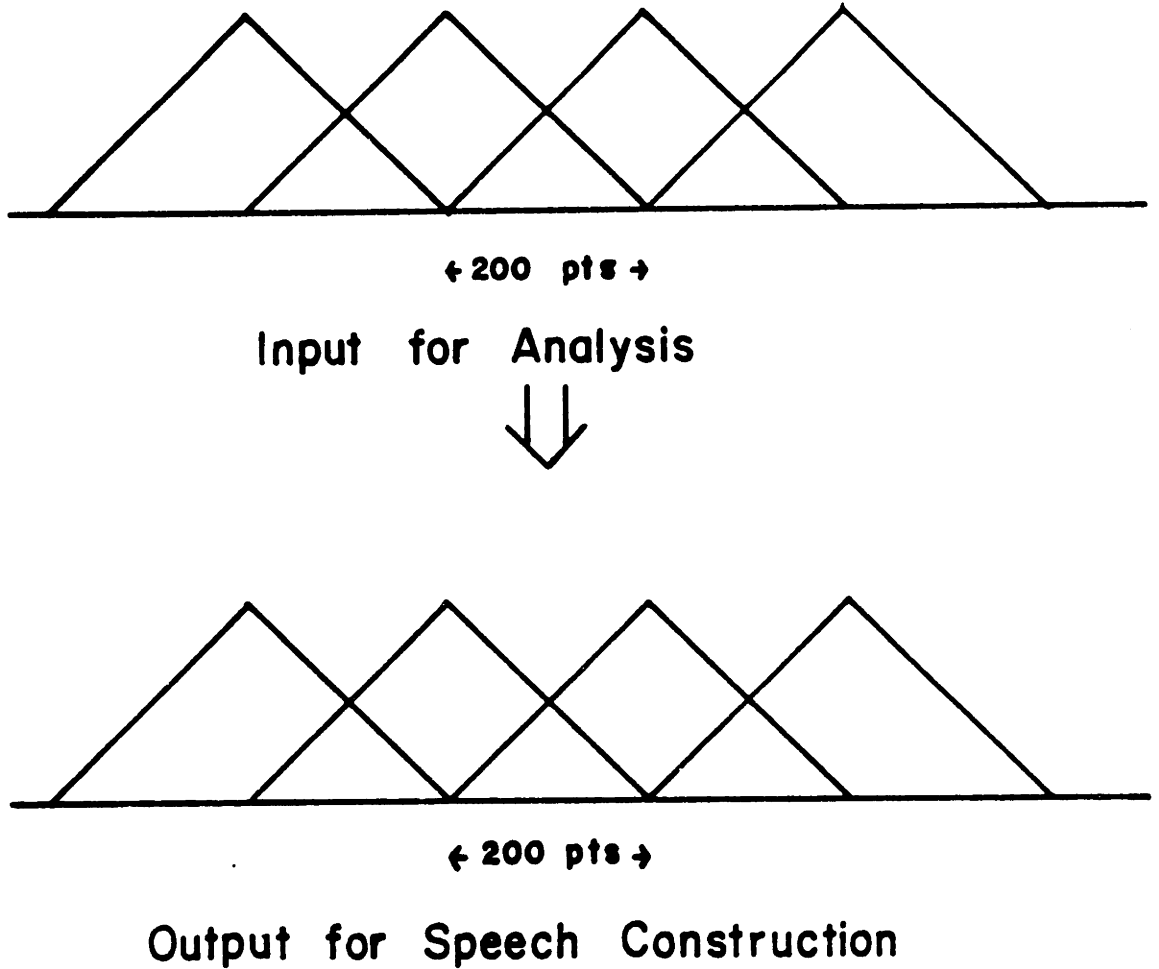 ← 200 pts →
Input for Analysis
← 200 pts →
Output for Speech Construction